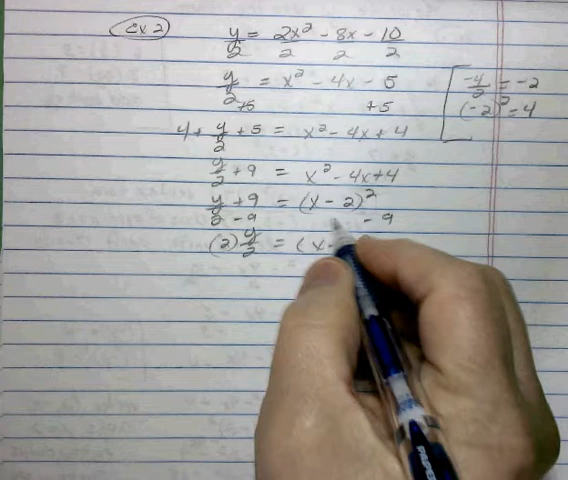 Ex 2
y/2 = 2x²/2 - 8x/2 - 10/2
y/2 = x² - 4x - 5
+5 +5
4 + y/2 + 5 = x² - 4x + 4
y/2 + 9 = x² - 4x + 4
y/2 + 9 = (x - 2)²
- 9 - 9
(2) y/2 = (x -
-4/2 = -2
(-2)² = 4